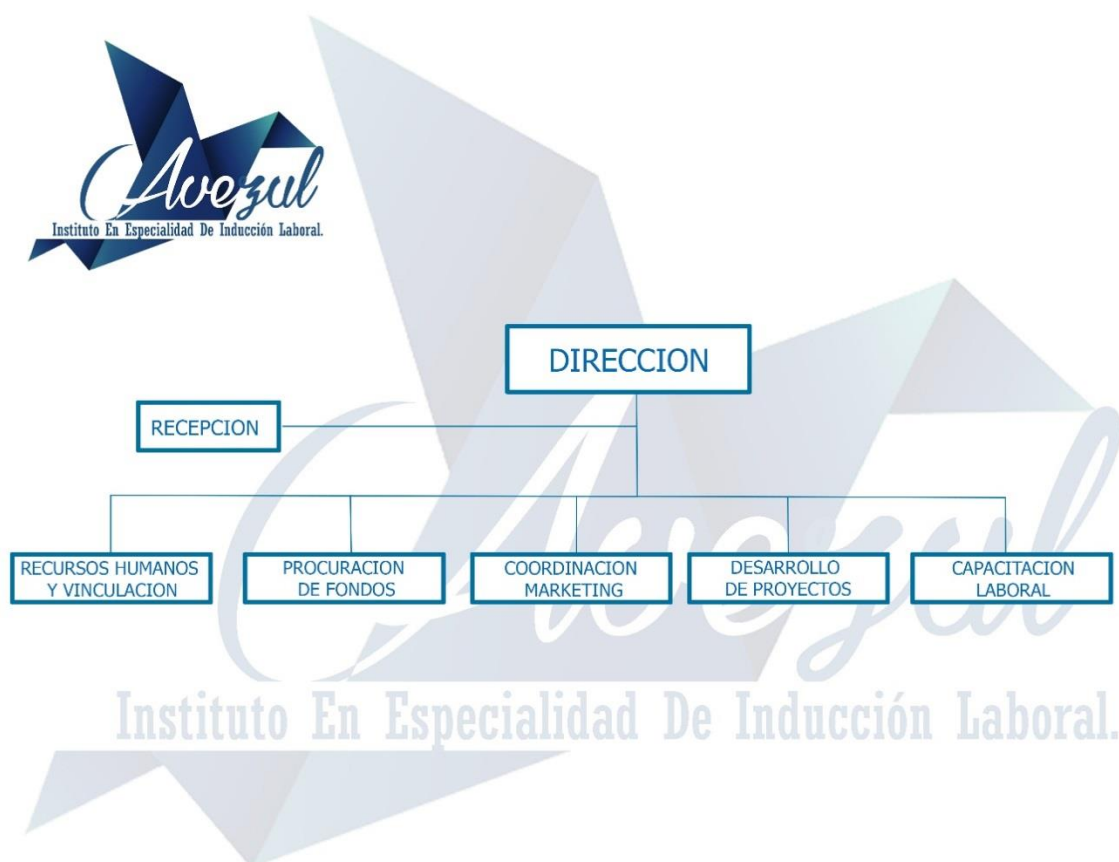 Avezul
Instituto En Especialidad De Inducción Laboral.
DIRECCION
RECEPCION
RECURSOS HUMANOS
Y VINCULACION
PROCURACION
DE FONDOS
COORDINACION
MARKETING
DESARROLLO
DE PROYECTOS
CAPACITACION
LABORAL
Avezul
Instituto En Especialidad De Inducción Laboral.